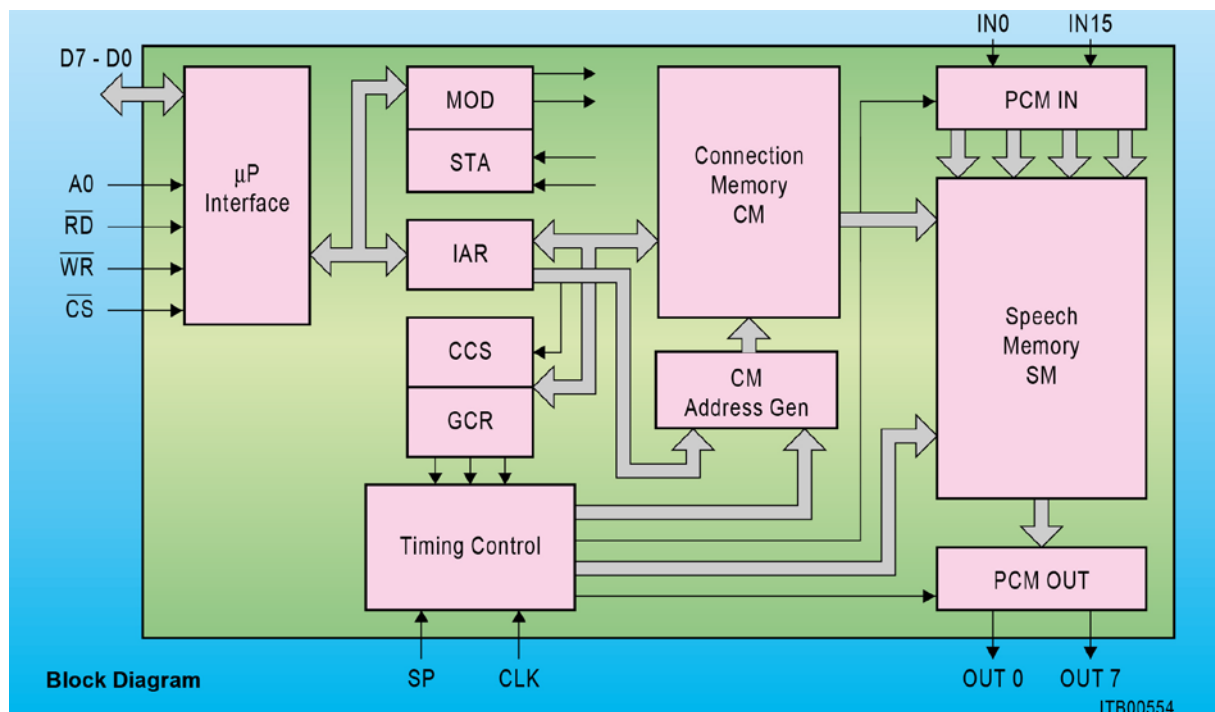 IN0 IN15
D7 - D0
µP
Interface
A0
RD
WR
CS
MOD
STA
IAR
CCS
GCR
Connection
Memory
CM
CM
Address Gen
PCM IN
Speech
Memory
SM
Timing Control
PCM OUT
SP CLK
OUT 0 OUT 7
Block Diagram
ITB00554